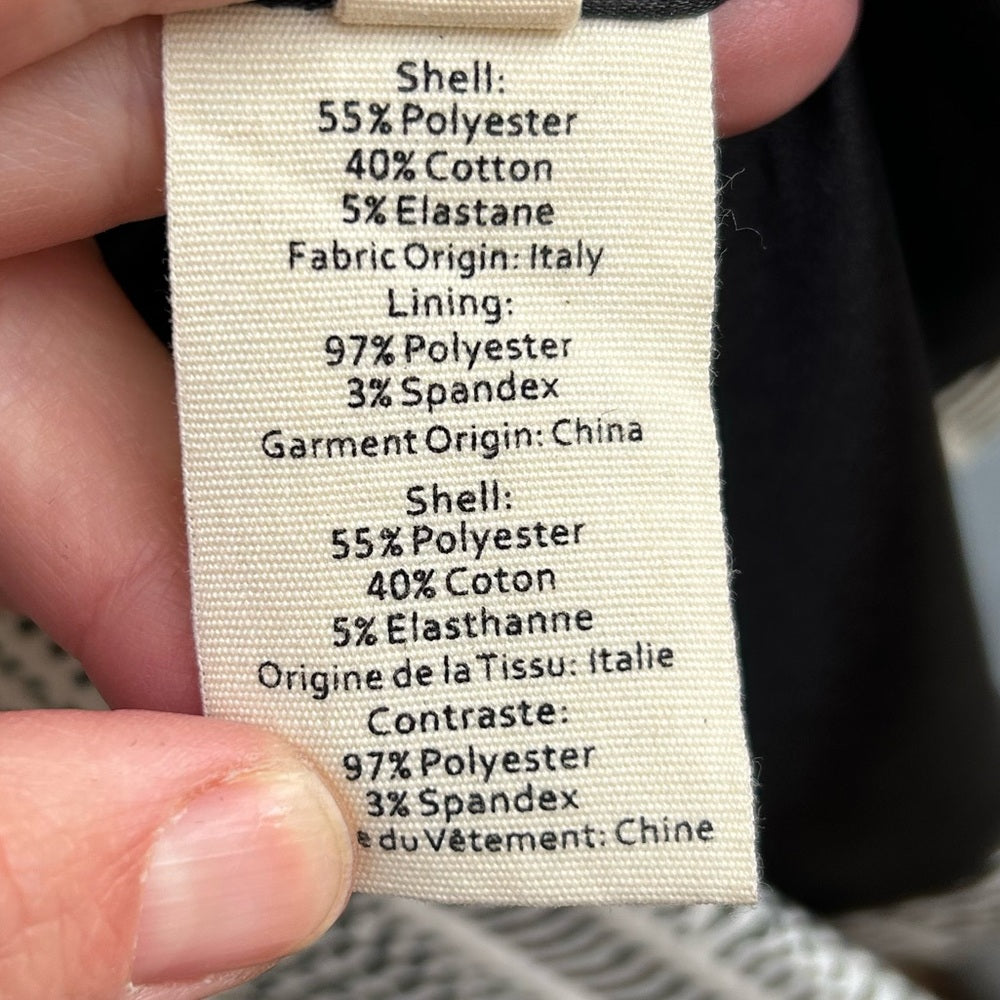 Shell:
55% Polyester
40% Cotton
5% Elastane
Fabric Origin: Italy
Lining:
97% Polyester
3% Spandex
Garment Origin: China
Shell:
55% Polyester
40% Coton
5% Elasthanne
Origine de la Tissu: Italie
Contraste:
97% Polyester
3% Spandex
du Vêtement: Chine